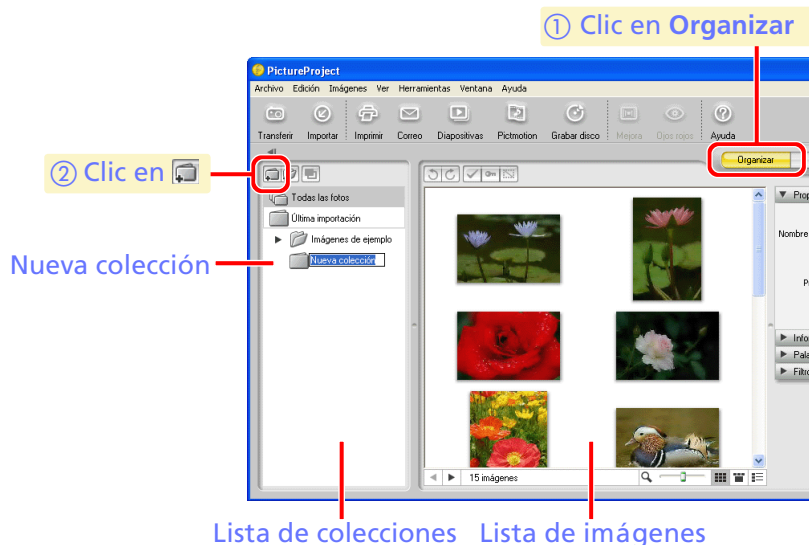 ① Clic en Organizar
PictureProject
Archivo Edición Imágenes Ver Herramientas Ventana Ayuda
Transferir Importar Imprimir Correo Diapositivas Pictmotion Grabar disco Mejora Ojos rojos Ayuda
Organizar
② Clic en
Todas las fotos
Última importación
Imágenes de ejemplo
Nueva colección
Nueva colección
Nombre
15 imágenes
Lista de colecciones Lista de imágenes